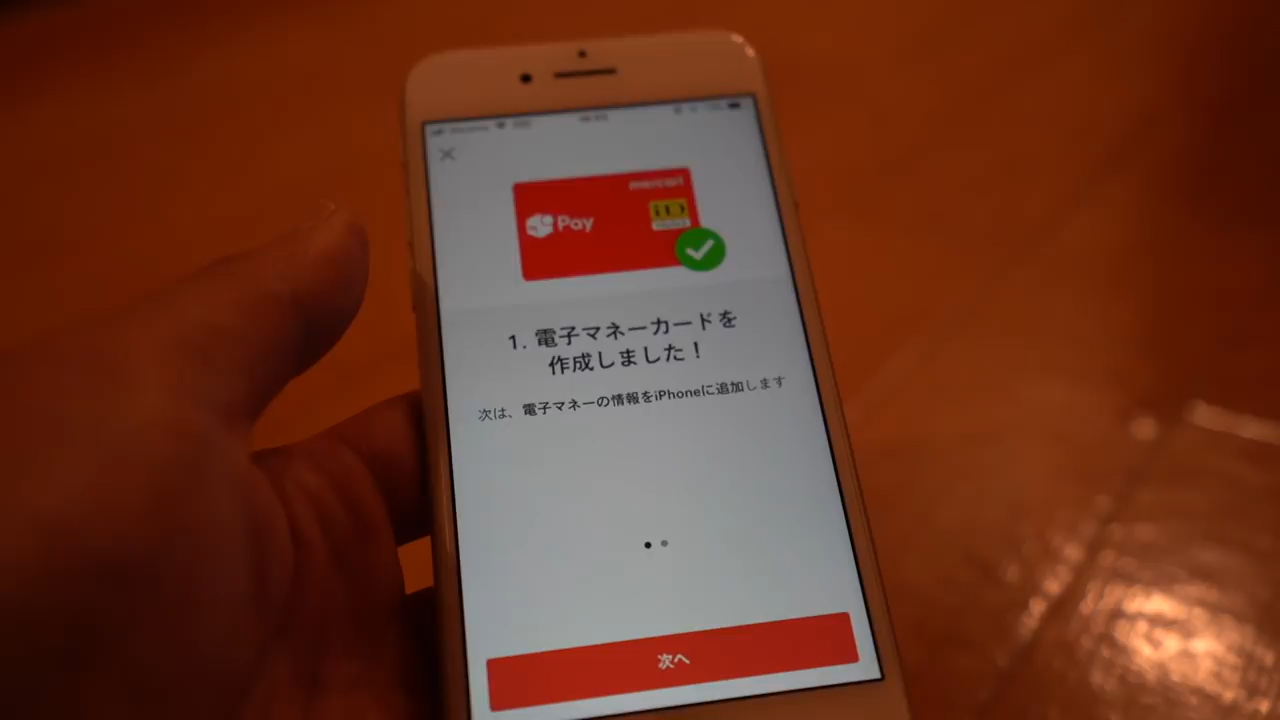 mercari
Pay
iD
1. 電子マネーカードを
作成しました！
次は、電子マネーの情報をiPhoneに追加します
次へ